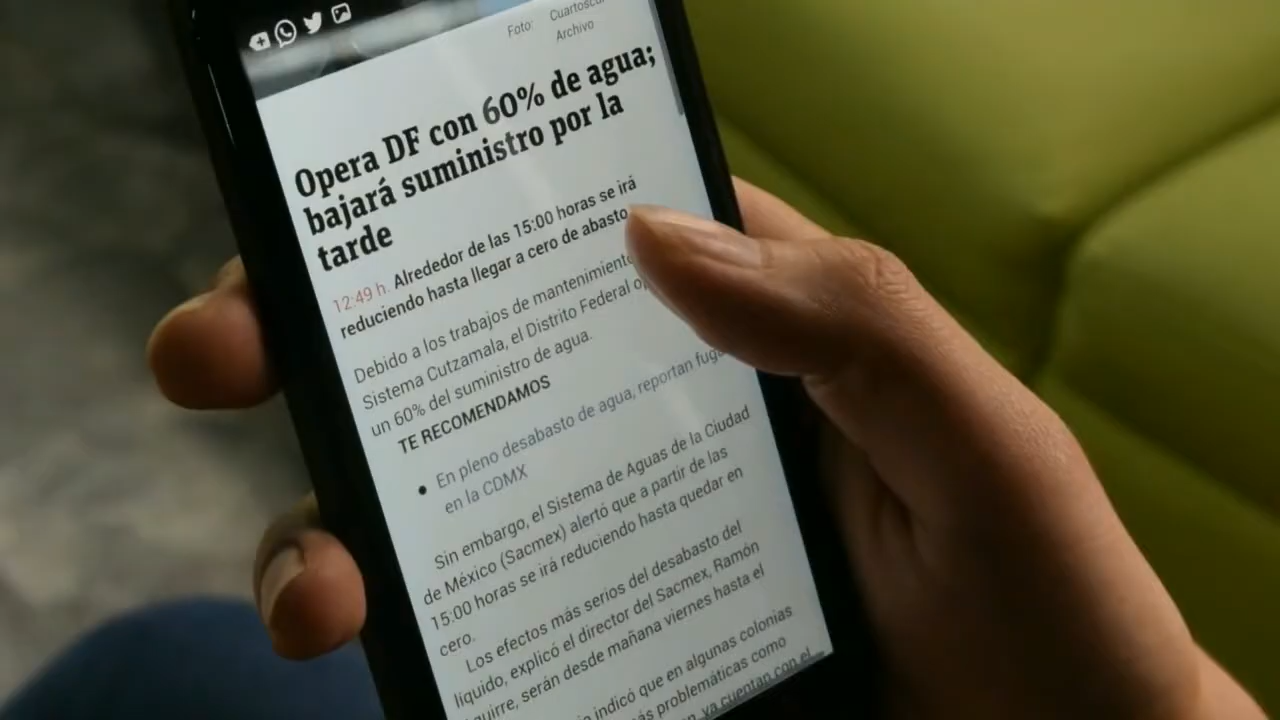 Foto: Cuartoscuro
Archivo
Opera DF con 60% de agua;
bajará suministro por la
tarde
12:49 h. Alrededor de las 15:00 horas se irá
reduciendo hasta llegar a cero de abasto
Debido a los trabajos de mantenimiento
Sistema Cutzamala, el Distrito Federal
un 60% del suministro de agua.
TE RECOMENDAMOS
• En pleno desabasto de agua, reportan
en la CDMX
Sin embargo, el Sistema de Aguas de la Ciudad
de México (Sacmex) alertó que a partir de las
15:00 horas se irá reduciendo hasta quedar en
cero.
Los efectos más serios del desabasto del
líquido, explicó el director del Sacmex, Ramón
serán desde mañana viernes hasta el
indicó que en algunas colonias
problemáticas como
ya cuentan con el